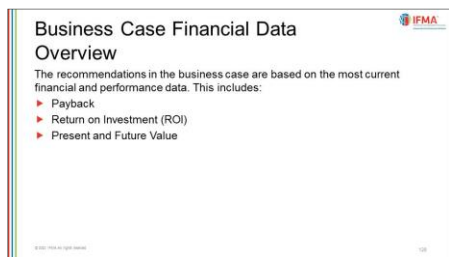 Business Case Financial Data
Overview
IFMA
The recommendations in the business case are based on the most current
financial and performance data. This includes:
Payback
Return on Investment (ROI)
Present and Future Value